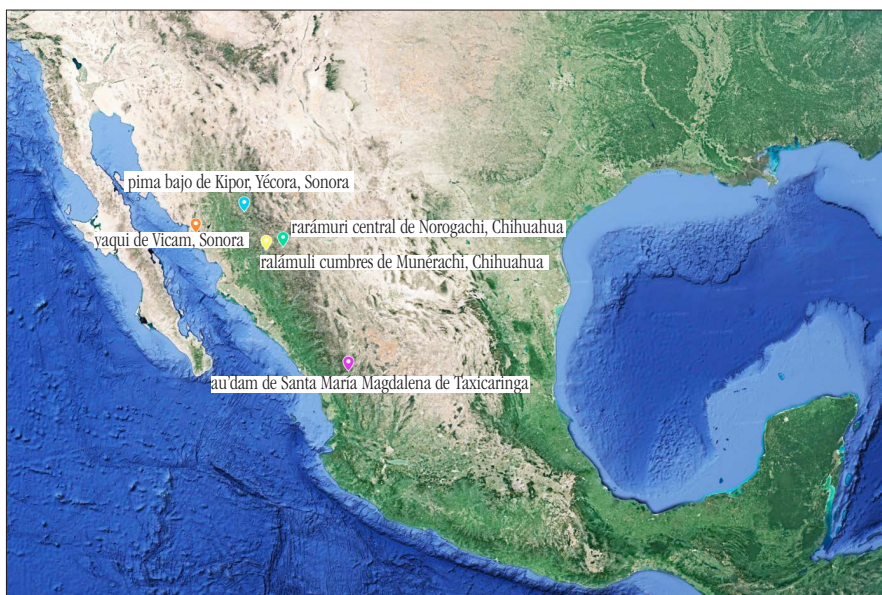 pima bajo de Kipor, Yécora, Sonora
rarámuri central de Norogachi, Chihuahua
yaqui de Vicam, Sonora
ralámuli cumbres de Munérachi, Chihuahua
au'dam de Santa María Magdalena de Taxicaringa